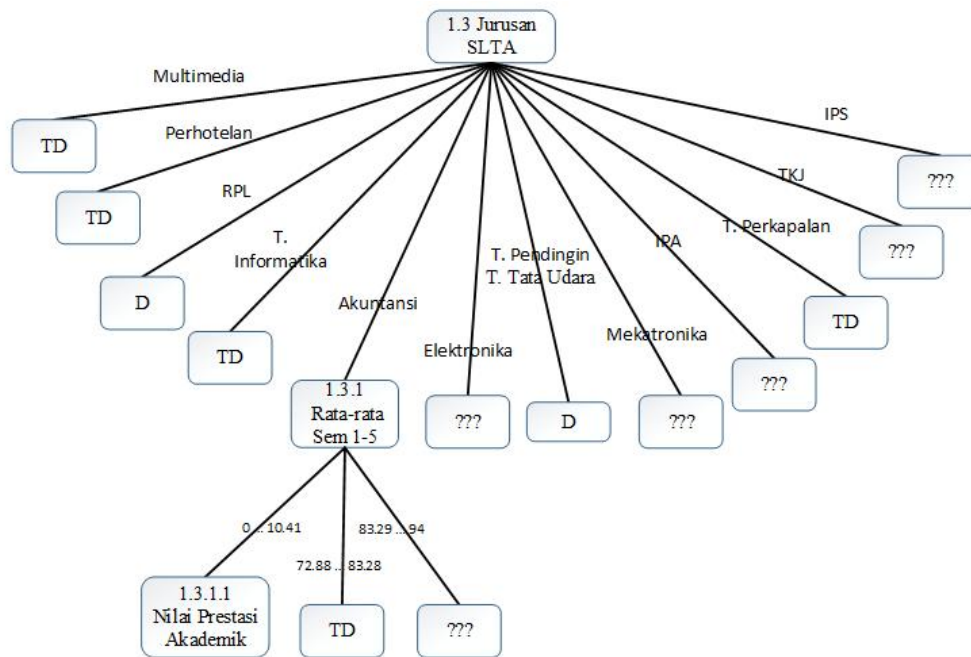 1.3 Jurusan
SLTA
Multimedia
IPS
Perhotelan
TD
???
TKJ
RPL
TD
T. Perkapalan
T.
Informatika
T. Pendingin
T. Tata Udara
IPA
???
D
Akuntansi
TD
Mekatronika
TD
Elektronika
???
1.3.1
Rata-rata
Sem 1-5
???
D
???
0 ... 10.41
83.29 ... 94
72.88 .. 83.28
1.3.1.1
Nilai Prestasi
Akademik
TD
???